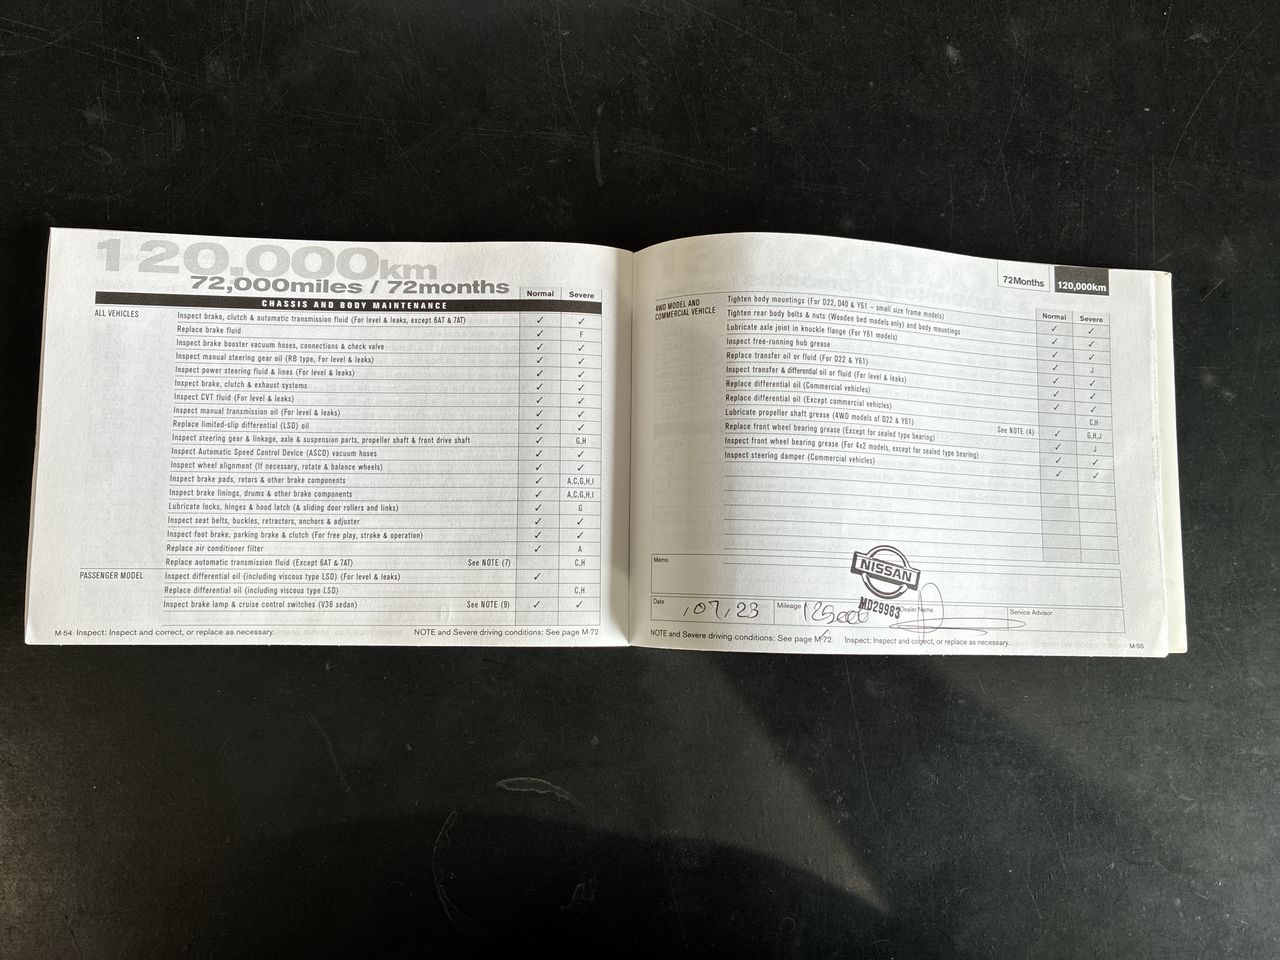 120,000km
72,000miles / 72months
Normal Severe
CHASSIS AND BODY MAINTENANCE
ALL VEHICLES Inspect brake, clutch & automatic transmission fluid (For level & leaks, except 6AT & 7AT) ✓ ✓
Replace brake fluid ✓ F
Inspect brake booster vacuum hoses, connections & check valve ✓ ✓
Inspect manual steering gear oil (RB type, For level & leaks) ✓ ✓
Inspect power steering fluid & lines (For level & leaks) ✓ ✓
Inspect brake, clutch & exhaust systems ✓ ✓
Inspect CVT fluid (For level & leaks) ✓ ✓
Inspect manual transmission oil (For level & leaks) ✓ ✓
Replace limited-slip differential (LSD) oil ✓ ✓
Inspect steering gear & linkage, axle & suspension parts, propeller shaft & front drive shaft ✓ G,H
Inspect Automatic Speed Control Device (ASCD) vacuum hoses ✓ ✓
Inspect wheel alignment (If necessary, rotate & balance wheels) ✓ ✓
Inspect brake pads, rotors & other brake components ✓ A,C,G,H,I
Inspect brake linings, drums & other brake components ✓ A,C,G,H,I
Lubricate locks, hinges & hood latch (& sliding door rollers and links) ✓ G
Inspect seat belts, buckles, retractors, anchors & adjuster ✓ ✓
Inspect foot brake, parking brake & clutch (For free play, stroke & operation) ✓ ✓
Replace air conditioner filter ✓ A
Replace automatic transmission fluid (Except 6AT & 7AT) See NOTE (7) C,H
PASSENGER MODEL Inspect differential oil (including viscous type LSD) (For level & leaks) ✓
Replace differential oil (including viscous type LSD) C,H
Inspect brake lamp & cruise control switches (V36 sedan) See NOTE (9) ✓ ✓
M-54 Inspect: Inspect and correct, or replace as necessary. NOTE and Severe driving conditions: See page M-72
72Months 120,000km
Normal Severe
4WD MODEL AND COMMERCIAL VEHICLE
Tighten body mountings (For D22, D40 & Y61 – small size frame models) ✓ ✓
Tighten rear body bolts & nuts (Wooden bed models only) and body mountings ✓ ✓
Lubricate axle joint in knuckle flange (For Y61 models) ✓ ✓
Inspect free-running hub grease ✓ ✓
Replace transfer oil or fluid (For D22 & Y61) ✓ J
Inspect transfer & differential oil or fluid (For level & leaks) ✓ ✓
Replace differential oil (Commercial vehicles) ✓ ✓
Replace differential oil (Except commercial vehicles) C,H
Lubricate propeller shaft grease (4WD models of D22 & Y61) See NOTE (4) ✓ G,H,J
Replace front wheel bearing grease (Except for sealed type bearing) ✓ J
Inspect front wheel bearing grease (For 4x2 models, except for sealed type bearing) ✓ ✓
Inspect steering damper (Commercial vehicles) ✓ ✓
Memo
NISSAN
MD29983
Date , 07, 23 Mileage Dealer Name Service Advisor
NOTE and Severe driving conditions: See page M-72 Inspect: Inspect and correct, or replace as necessary. M-55